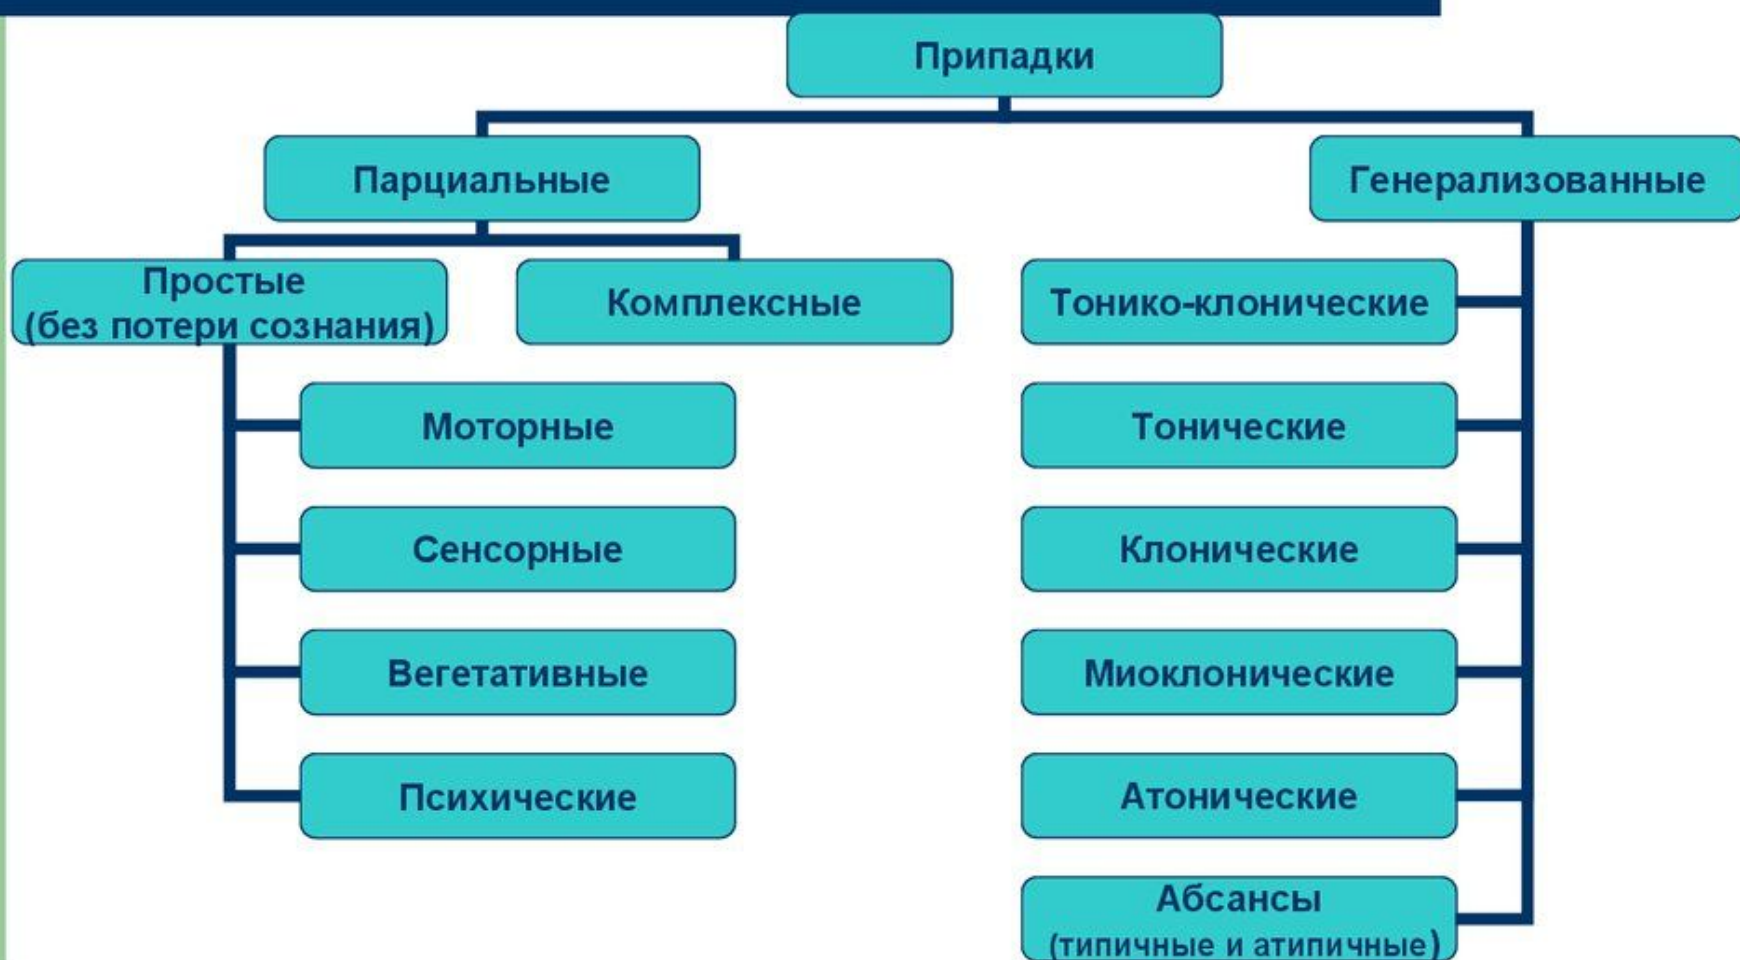 Припадки
Парциальные
Генерализованные
Простые
(без потери сознания)
Комплексные
Тонико-клонические
Моторные
Тонические
Сенсорные
Клонические
Вегетативные
Миоклонические
Психические
Атонические
Абсансы
(типичные и атипичные)